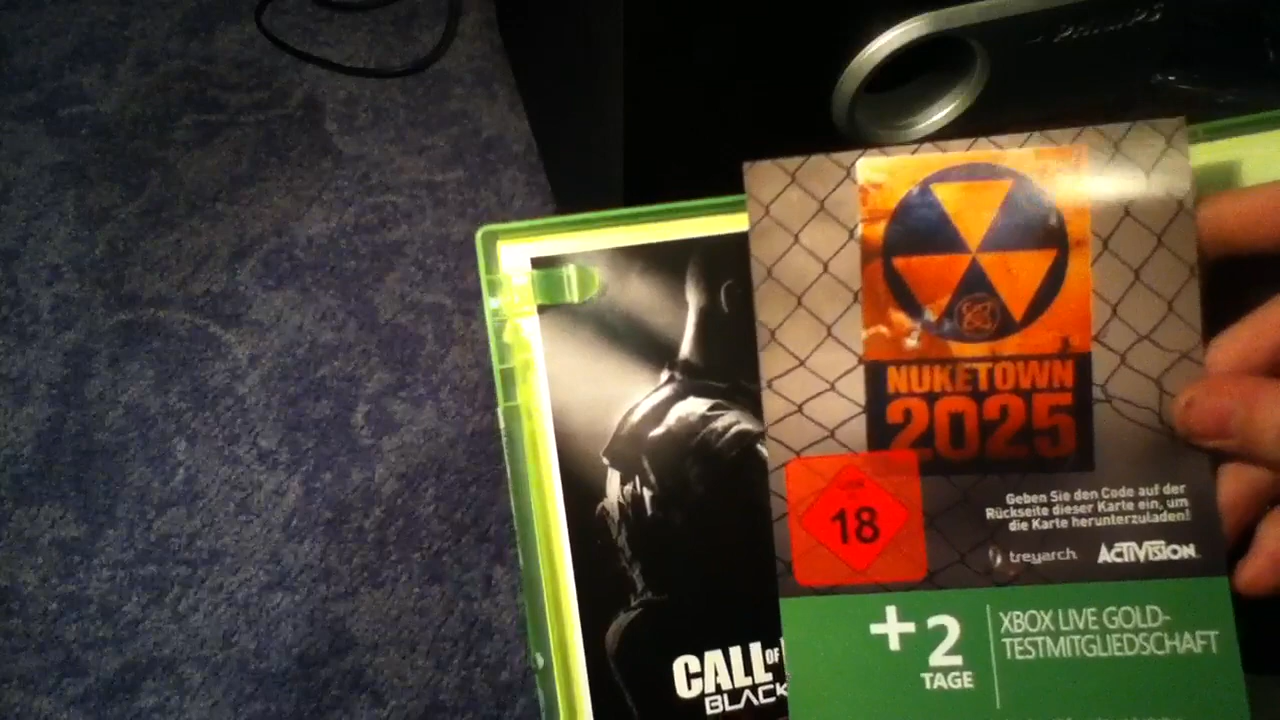 NUKETOWN
2025
18
Geben Sie den Code auf der
Rückseite dieser Karte ein, um
die Karte herunterzuladen!
treyarch ACTIVISION
+2
TAGE
XBOX LIVE GOLD-
TESTMITGLIEDSCHAFT
CALL OF
BLACK